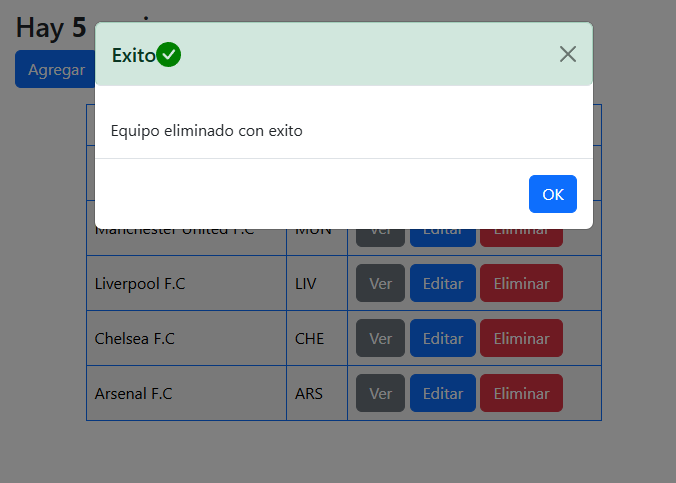 Hay 5
Exito
Agregar
Equipo eliminado con exito
OK
Manchester United F.C MUN Ver Editar Eliminar
Liverpool F.C LIV Ver Editar Eliminar
Chelsea F.C CHE Ver Editar Eliminar
Arsenal F.C ARS Ver Editar Eliminar